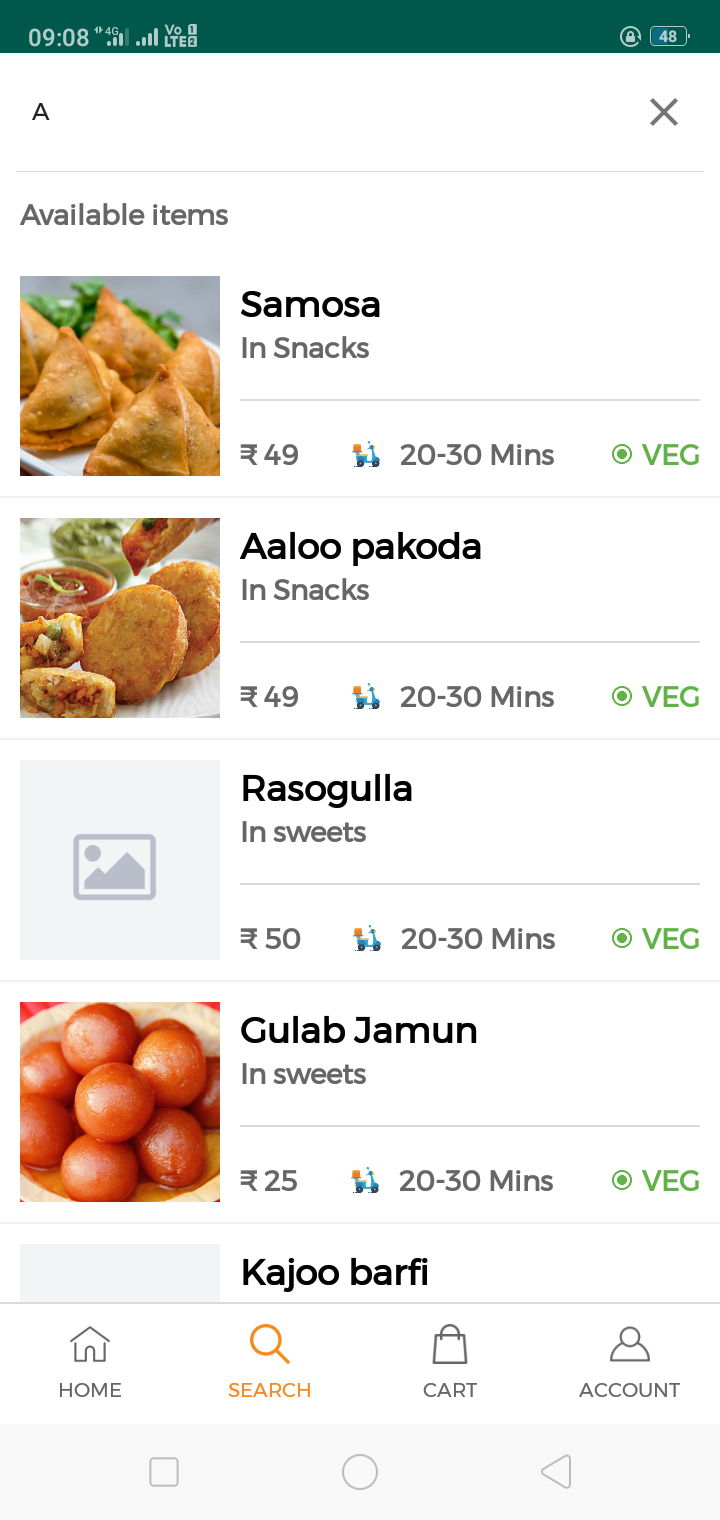 09:08 4G Vo LTE 1 2 48
A
Available items
Samosa
In Snacks
₹ 49 20-30 Mins VEG
Aaloo pakoda
In Snacks
₹ 49 20-30 Mins VEG
Rasogulla
In sweets
₹ 50 20-30 Mins VEG
Gulab Jamun
In sweets
₹ 25 20-30 Mins VEG
Kajoo barfi
HOME SEARCH CART ACCOUNT